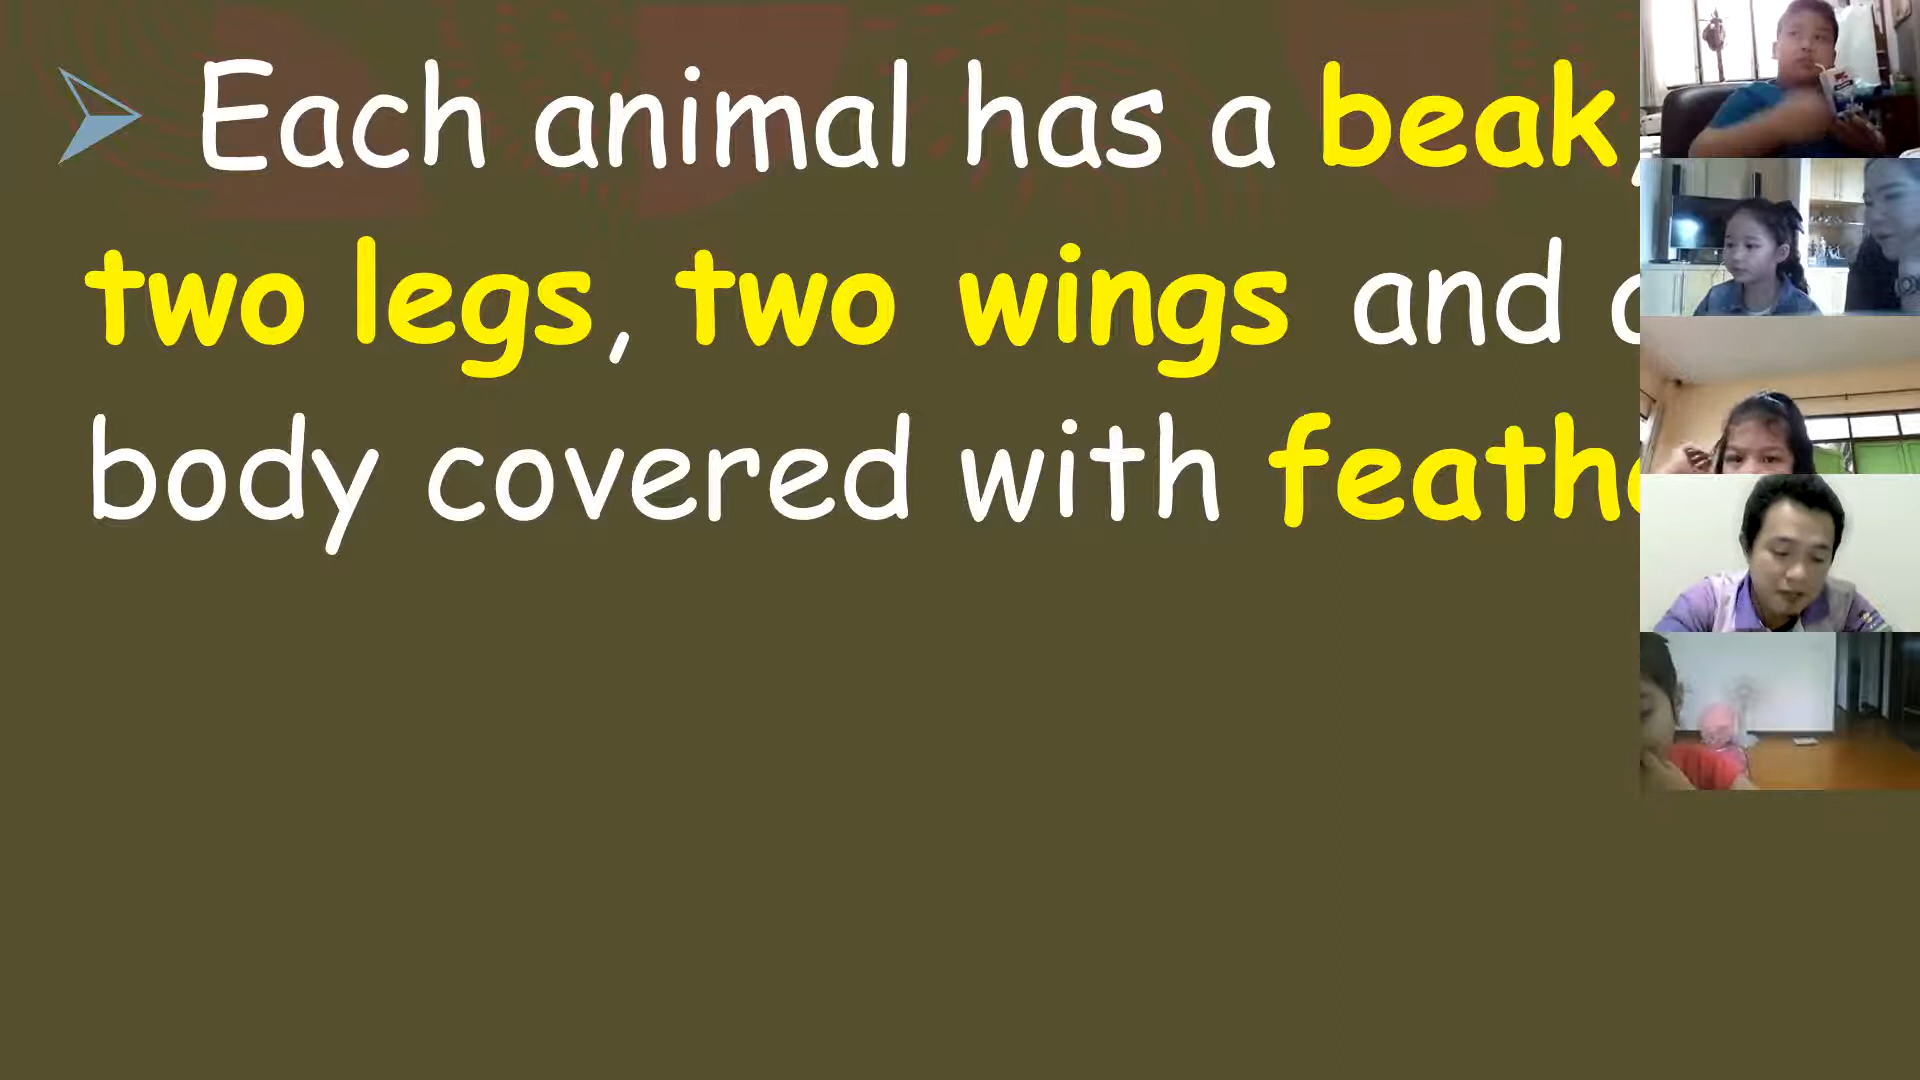 Each animal has a beak,
two legs, two wings and
body covered with